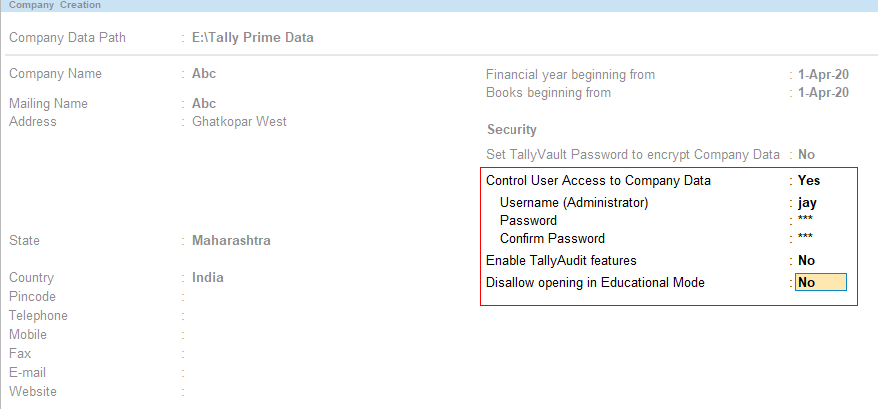 Company Creation
Company Data Path : E:\Tally Prime Data
Company Name : Abc
Mailing Name : Abc
Address : Ghatkopar West
State : Maharashtra
Country : India
Pincode :
Telephone :
Mobile :
Fax :
E-mail :
Website :
Financial year beginning from : 1-Apr-20
Books beginning from : 1-Apr-20
Security
Set TallyVault Password to encrypt Company Data : No
Control User Access to Company Data : Yes
Username (Administrator) : jay
Password : ***
Confirm Password : ***
Enable TallyAudit features : No
Disallow opening in Educational Mode : No